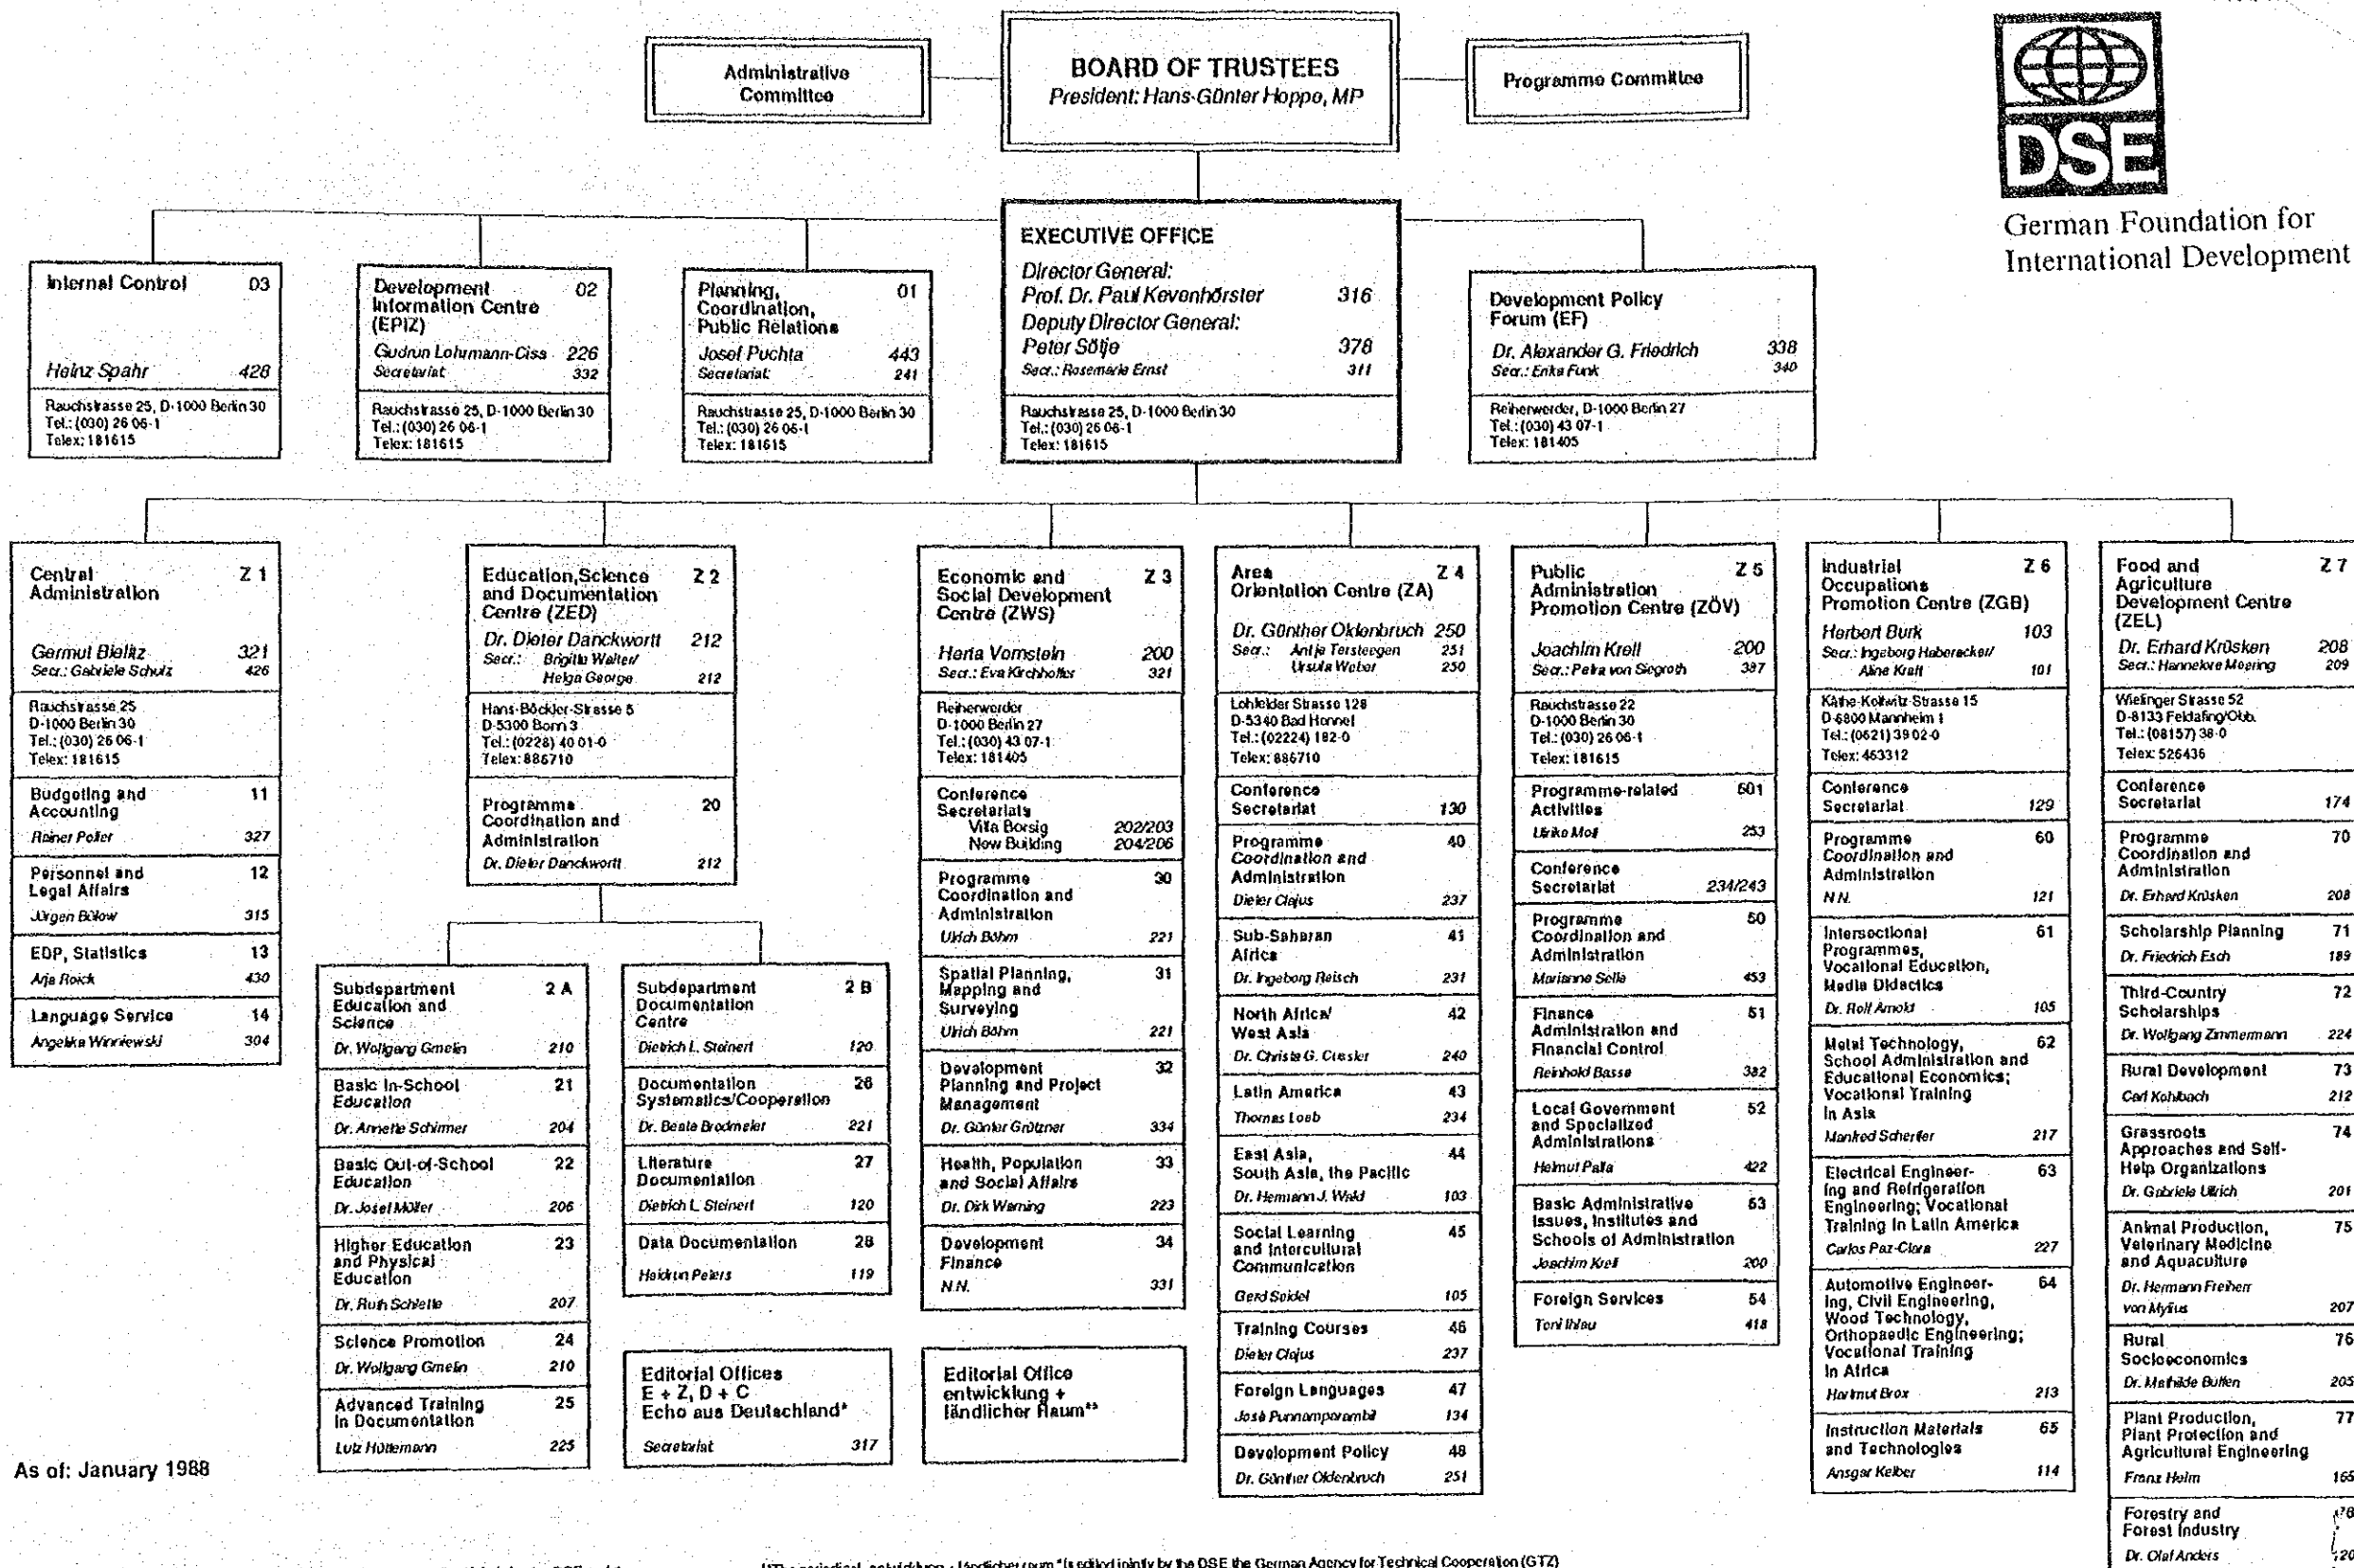 Administrative
Committee
BOARD OF TRUSTEES
President: Hans-Günter Hoppe, MP
Programme Committee
DSE
German Foundation for
International Development
Internal Control 03
Heinz Spahr 428
Rauchstrasse 25, D-1000 Berlin 30
Tel.: (030) 26 06-1
Telex: 181615
Development 02
Information Centre
(EPIZ)
Gudrun Lohrmann-Ciss 226
Secretariat 332
Rauchstrasse 25, D-1000 Berlin 30
Tel.: (030) 26 06-1
Telex: 181615
Planning, 01
Coordination,
Public Relations
Josef Puchta 443
Secretariat: 241
Rauchstrasse 25, D-1000 Berlin 30
Tel.: (030) 26 06-1
Telex: 181615
EXECUTIVE OFFICE
Director General:
Prof. Dr. Paul Kevenhörster 316
Deputy Director General:
Peter Sötje 378
Secr.: Rosemarie Ernst 311
Rauchstrasse 25, D-1000 Berlin 30
Tel.: (030) 26 06-1
Telex: 181615
Development Policy
Forum (EF)
Dr. Alexander G. Friedrich 338
Secr.: Erika Funk 340
Reiherwerder, D-1000 Berlin 27
Tel.: (030) 43 07-1
Telex: 181405
Central Z 1
Administration
Germut Bielitz 321
Secr.: Gabriele Schulz 426
Rauchstrasse 25
D-1000 Berlin 30
Tel.: (030) 26 06-1
Telex: 181615
Budgeting and 11
Accounting
Rainer Poller 327
Personnel and 12
Legal Affairs
Jürgen Bülow 315
EDP, Statistics 13
Anja Roick 430
Language Service 14
Angelika Winniewski 304
Education, Science Z 2
and Documentation
Centre (ZED)
Dr. Dieter Danckwortt 212
Secr.: Brigitte Walter/
Helga George 212
Hans-Böckler-Strasse 5
D-5300 Bonn 3
Tel.: (0228) 40 01-0
Telex: 886710
Programme 20
Coordination and
Administration
Dr. Dieter Danckwortt 212
Subdepartment 2 A
Education and
Science
Dr. Wolfgang Gmelin 210
Basic In-School 21
Education
Dr. Annette Schirmer 204
Basic Out-of-School 22
Education
Dr. Josef Müller 206
Higher Education 23
and Physical
Education
Dr. Ruth Schlette 207
Science Promotion 24
Dr. Wolfgang Gmelin 210
Advanced Training 25
in Documentation
Lutz Hüttemann 225
Subdepartment 2 B
Documentation
Centre
Dietrich L. Steinert 120
Documentation 26
Systematics/Cooperation
Dr. Beate Brodmeier 221
Literature 27
Documentation
Dietrich L. Steinert 120
Data Documentation 28
Heidrun Peters 119
Editorial Offices
E + Z, D + C
Echo aus Deutschland*
Secretariat 317
Economic and Z 3
Social Development
Centre (ZWS)
Herta Vomstein 200
Secr.: Eva Kirchhoffer 321
Reiherwerder
D-1000 Berlin 27
Tel.: (030) 43 07-1
Telex: 181405
Conference
Secretariats
Villa Borsig 202/203
New Building 204/206
Programme 30
Coordination and
Administration
Ulrich Böhm 221
Spatial Planning, 31
Mapping and
Surveying
Ulrich Böhm 221
Development 32
Planning and Project
Management
Dr. Günter Grützner 334
Health, Population 33
and Social Affairs
Dr. Dirk Warning 223
Development 34
Finance
N.N. 331
Editorial Office
entwicklung +
ländlicher Raum**
Area Z 4
Orientation Centre (ZA)
Dr. Günther Oldenbruch 250
Secr.: Antje Tersteegen 251
Ursula Weber 250
Lohfelder Strasse 128
D-5340 Bad Honnef
Tel.: (02224) 182-0
Telex: 886710
Conference
Secretariat 130
Programme 40
Coordination and
Administration
Dieter Clajus 237
Sub-Saharan 41
Africa
Dr. Ingeborg Reisch 231
North Africa/ 42
West Asia
Dr. Christa G. 240
Latin America 43
Thomas Loeb 234
East Asia, 44
South Asia, the Pacific
Dr. Hermann J. Wald 103
Social Learning 45
and Intercultural
Communication
Gerd Seidel 105
Training Courses 46
Dieter Clajus 237
Foreign Languages 47
José Punnamparambil 134
Development Policy 48
Dr. Günther Oldenbruch 251
Public Z 5
Administration
Promotion Centre (ZÖV)
Joachim Krell 200
Secr.: Petra von Siegroth 387
Rauchstrasse 22
D-1000 Berlin 30
Tel.: (030) 26 06-1
Telex: 181615
Programme-related 501
Activities
Ulrike Moll 253
Conference
Secretariat 234/243
Programme 50
Coordination and
Administration
Marianne Sella 453
Finance 51
Administration and
Financial Control
Reinhold Basse 382
Local Government 52
and Specialized
Administrations
Helmut Palla 422
Basic Administrative 53
Issues, Institutes and
Schools of Administration
Joachim Krell 200
Foreign Services 54
Toni Ihlau 418
Industrial Z 6
Occupations
Promotion Centre (ZGB)
Herbert Burk 103
Secr.: Ingeborg Haberecker/
Aline Kraft 101
Käthe-Kollwitz-Strasse 15
D-6800 Mannheim 1
Tel.: (0621) 39 02-0
Telex: 463312
Conference
Secretariat 129
Programme 60
Coordination and
Administration
N.N. 121
Intersectional 61
Programmes,
Vocational Education,
Media Didactics
Dr. Rolf Arnold 105
Metal Technology, 62
School Administration and
Educational Economics;
Vocational Training
in Asia
Manfred Scherfer 217
Electrical Engineer- 63
ing and Refrigeration
Engineering; Vocational
Training in Latin America
Carlos Paz-Clora 227
Automotive Engineer- 64
ing, Civil Engineering,
Wood Technology,
Orthopaedic Engineering;
Vocational Training
in Africa
Hartmut Brox 213
Instruction Materials 65
and Technologies
Ansgar Kelber 114
Food and Z 7
Agriculture
Development Centre
(ZEL)
Dr. Erhard Krüsken 208
Secr.: Hannelore Moering 209
Wielinger Strasse 52
D-8133 Feldafing/Obb.
Tel.: (08157) 38-0
Telex: 526436
Conference
Secretariat 174
Programme 70
Coordination and
Administration
Dr. Erhard Krüsken 208
Scholarship Planning 71
Dr. Friedrich Esch 189
Third-Country 72
Scholarships
Dr. Wolfgang Zimmermann 224
Rural Development 73
Carl Kohlbach 212
Grassroots 74
Approaches and Self-
Help Organizations
Dr. Gabriele Ullrich 201
Animal Production, 75
Veterinary Medicine
and Aquaculture
Dr. Hermann Freiherr
von Mylius 207
Rural 76
Socioeconomics
Dr. Mathilde Bütten 205
Plant Production, 77
Plant Protection and
Agricultural Engineering
Franz Helm 165
Forestry and 78
Forest Industry
Dr. Olaf Anders 20
As of: January 1988
periodical ländlicher raum " is edited jointly by the DSE the German Agency for Technical Cooperation (GTZ)